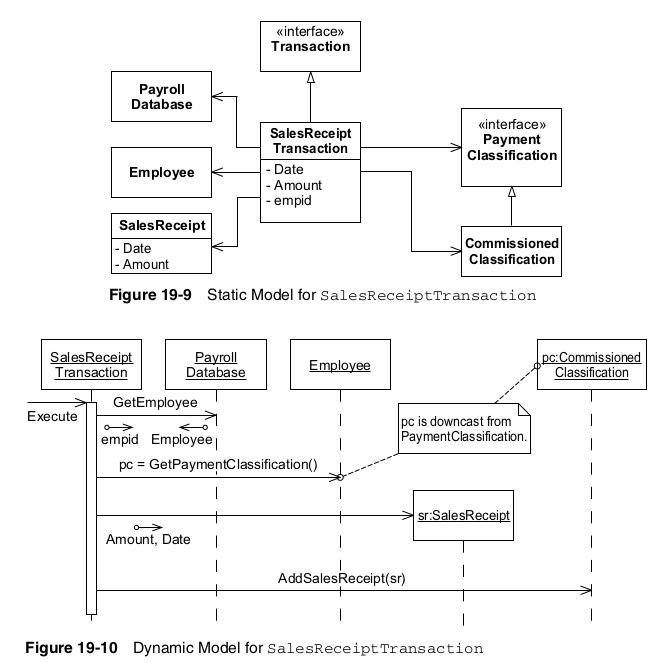 «interface»
Transaction
Payroll
Database
SalesReceipt
Transaction
- Date
- Amount
- empid
«interface»
Payment
Classification
Employee
SalesReceipt
- Date
- Amount
Commissioned
Classification
Figure 19-9 Static Model for SalesReceiptTransaction
SalesReceipt
Transaction
Payroll
Database
Employee
pc:Commissioned
Classification
Execute
GetEmployee
empid Employee
pc is downcast from
PaymentClassification.
pc = GetPaymentClassification()
sr:SalesReceipt
Amount, Date
AddSalesReceipt(sr)
Figure 19-10 Dynamic Model for SalesReceiptTransaction